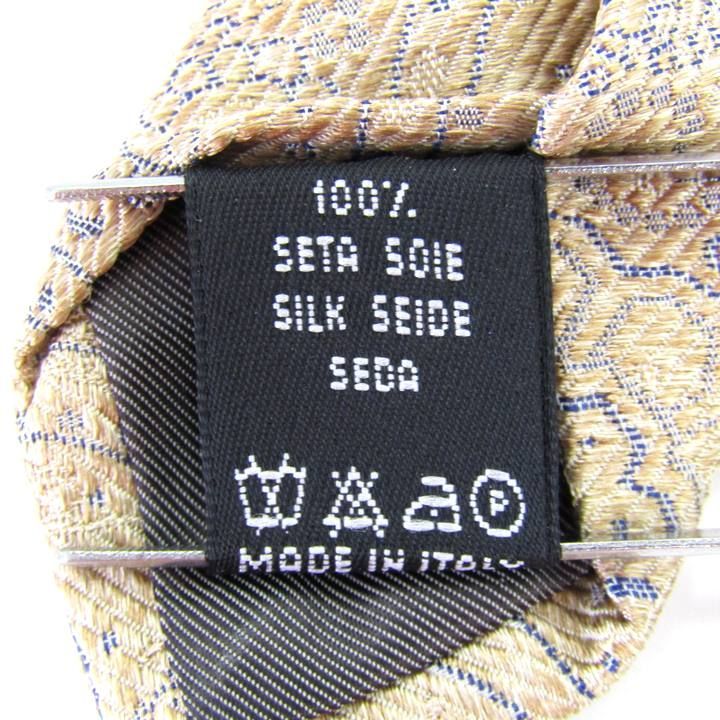 100%
SETA SOIE
SILK SEIDE
SEDA
P
MADE IN ITALY